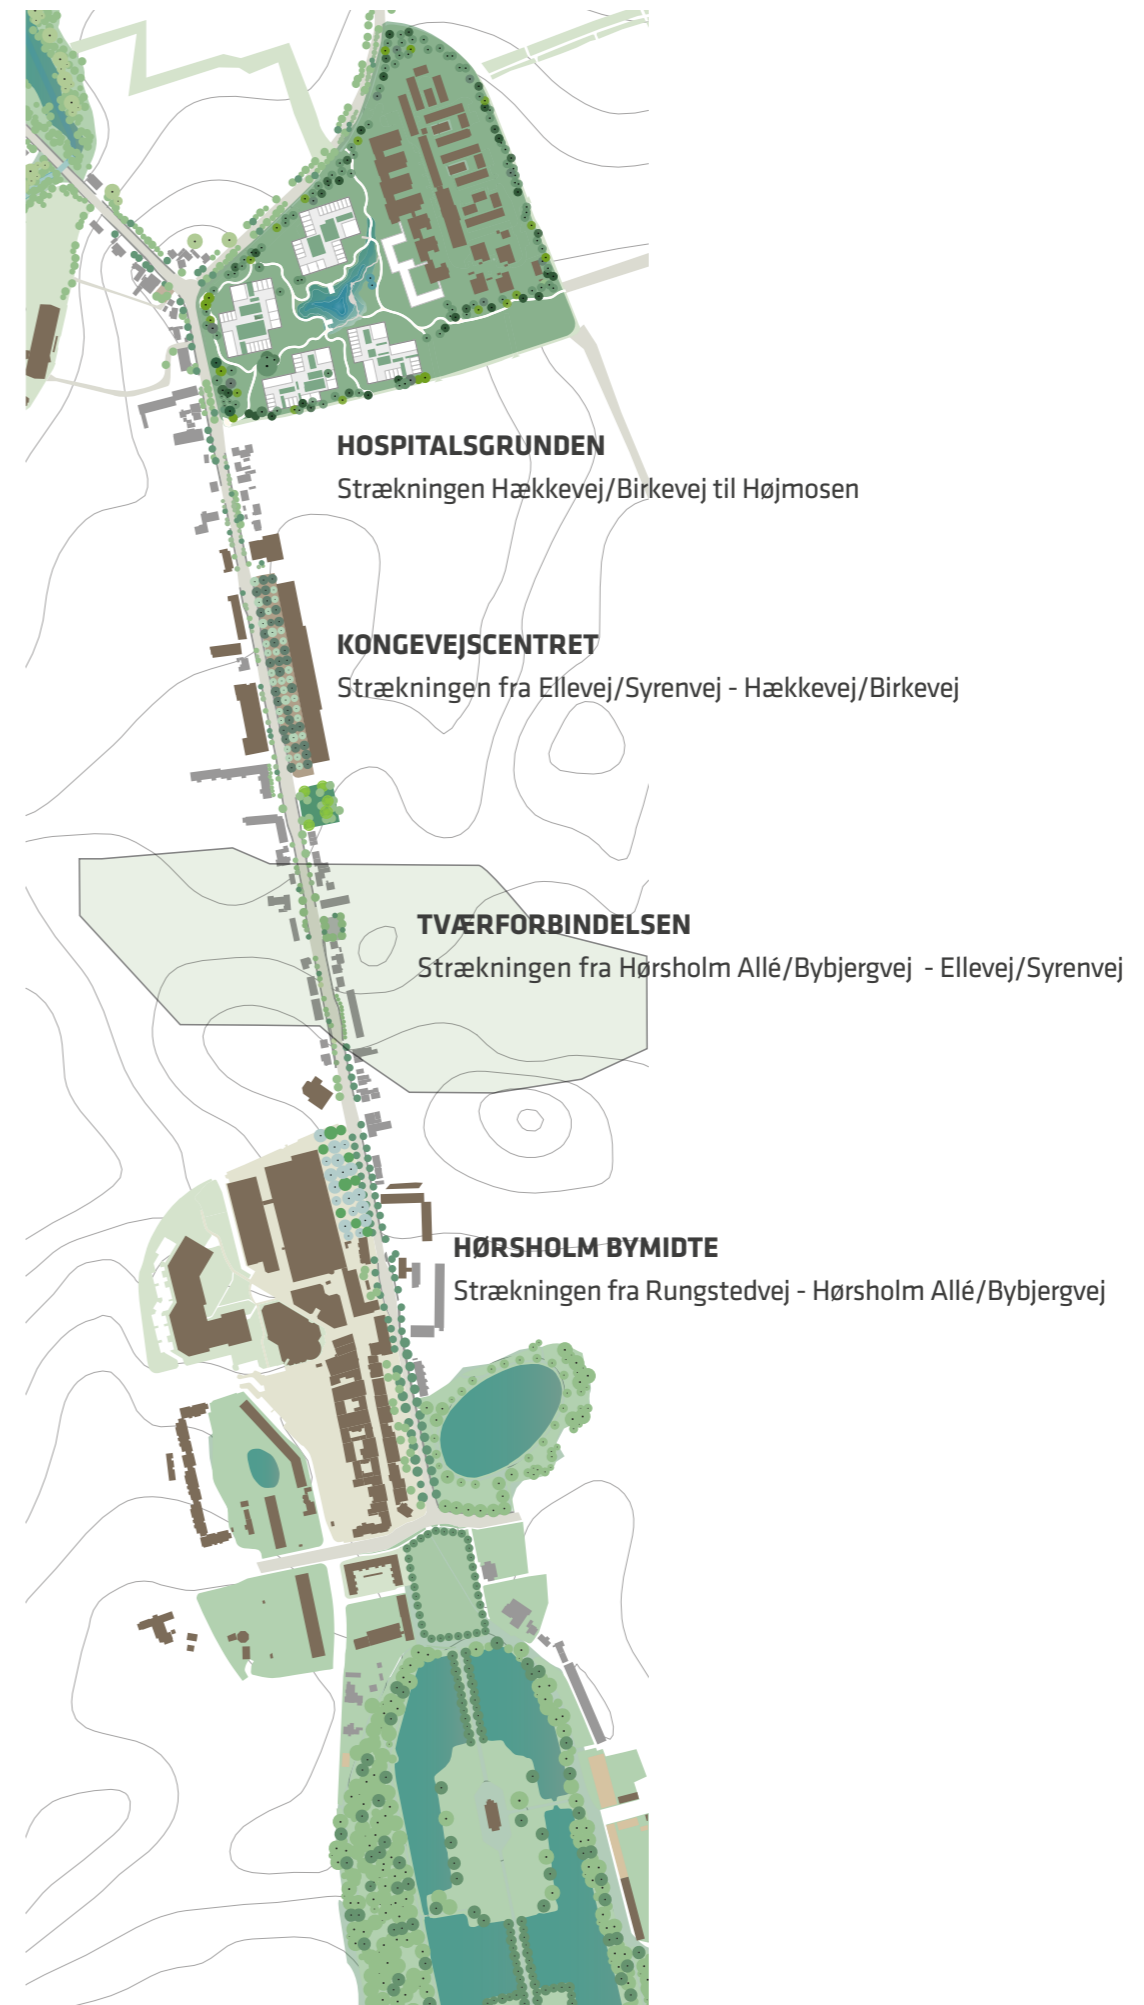 HOSPITALSGRUNDEN
Strækningen Hækkevej/Birkevej til Højmosen
KONGEVEJSCENTRET
Strækningen fra Ellevej/Syrenvej - Hækkevej/Birkevej
TVÆRFORBINDELSEN
Strækningen fra Hørsholm Allé/Bybjergvej - Ellevej/Syrenvej
HØRSHOLM BYMIDTE
Strækningen fra Rungstedvej - Hørsholm Allé/Bybjergvej